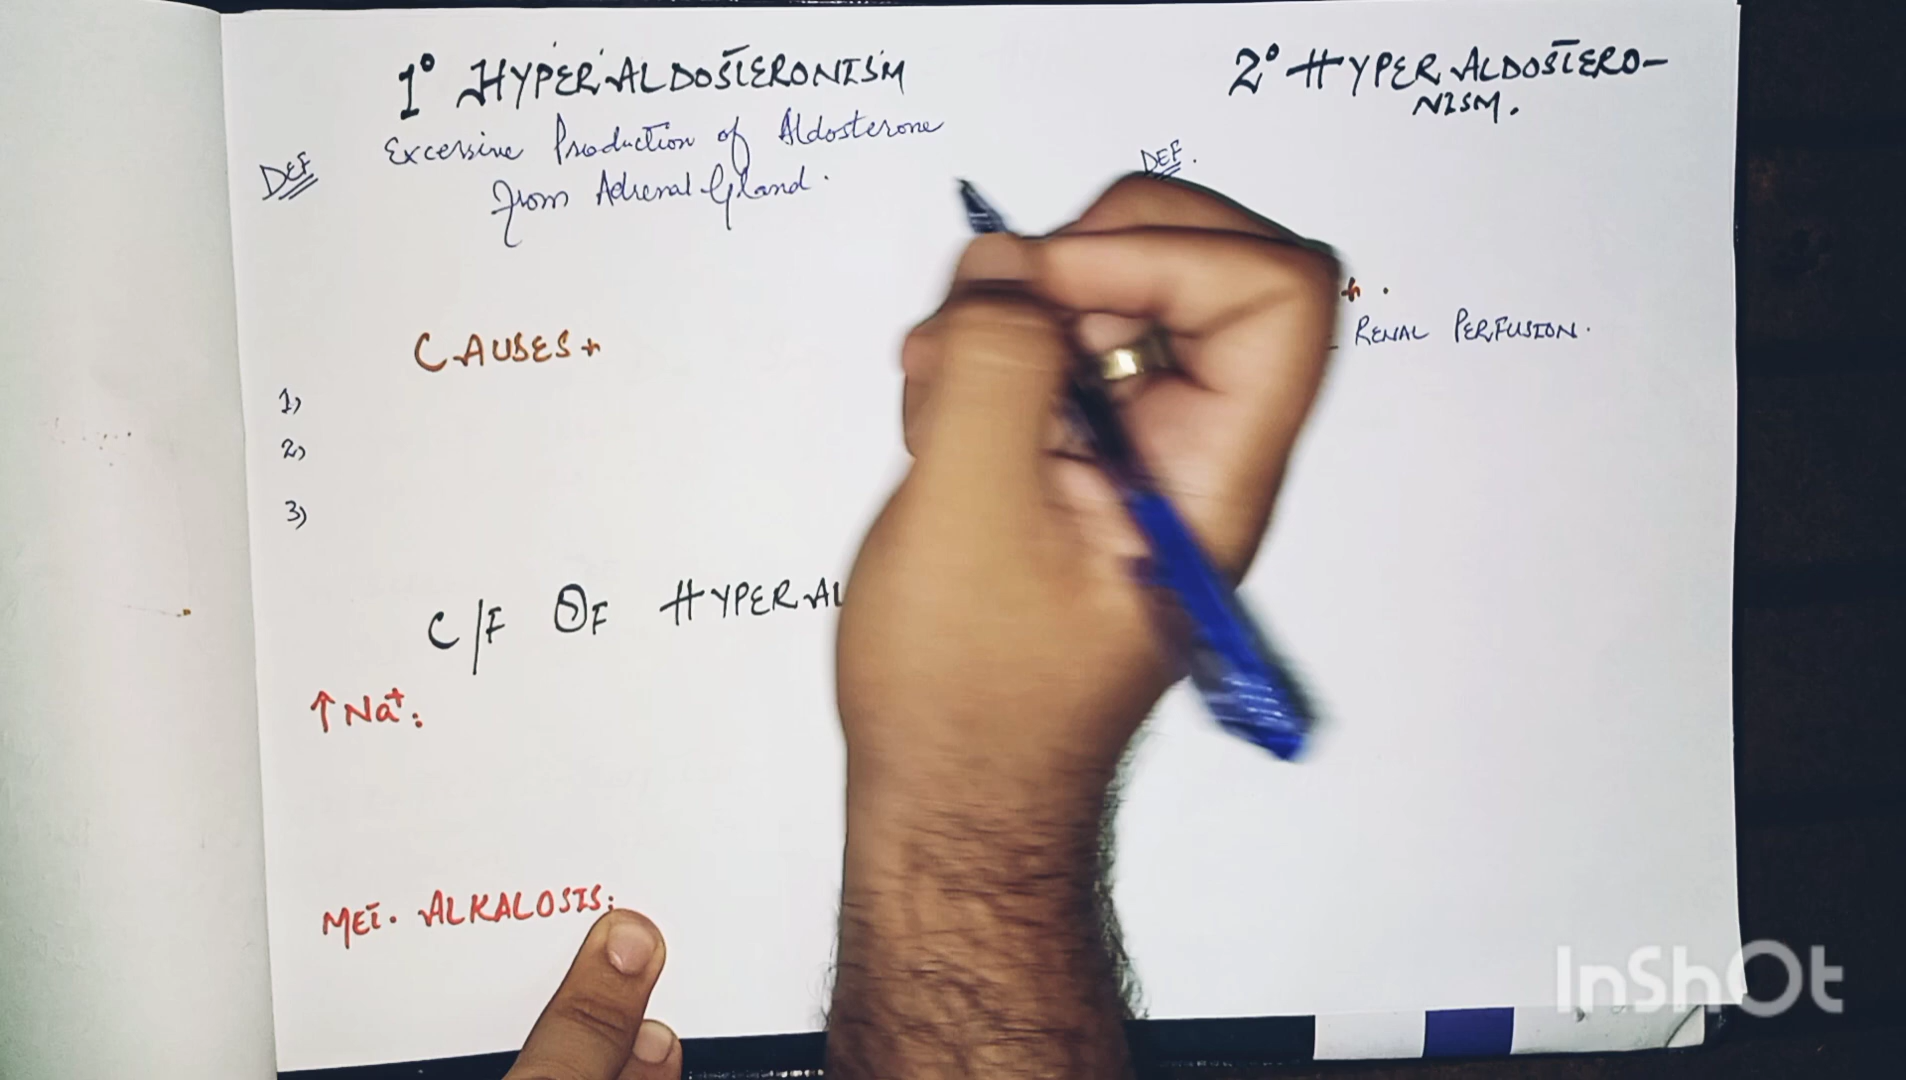 1° HYPERALDOSTERONISM
DEF Excessive Production of Aldosterone
from Adrenal Gland.
CAUSES
1)
2)
3)
2° HYPERALDOSTERO-
NISM.
DEF.
RENAL PERFUSION.
C/F OF HYPERAL
↑Na⁺:
MET. ALKALOSIS:
InShOt